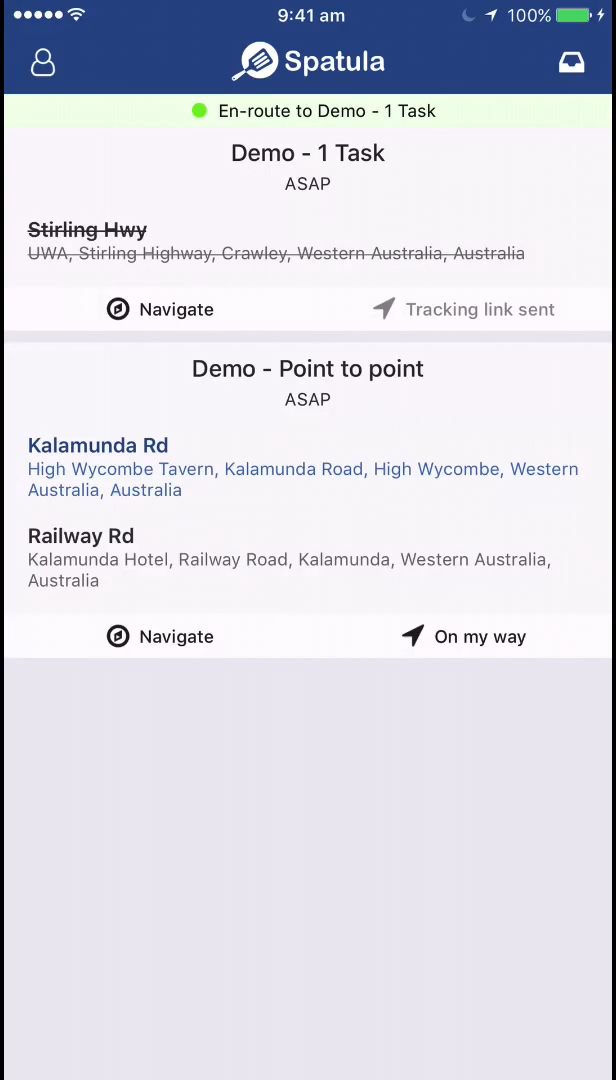 9:41 am
100%
Spatula
En-route to Demo - 1 Task
Demo - 1 Task
ASAP
Stirling Hwy
UWA, Stirling Highway, Crawley, Western Australia, Australia
Navigate
Tracking link sent
Demo - Point to point
ASAP
Kalamunda Rd
High Wycombe Tavern, Kalamunda Road, High Wycombe, Western
Australia, Australia
Railway Rd
Kalamunda Hotel, Railway Road, Kalamunda, Western Australia,
Australia
Navigate
On my way